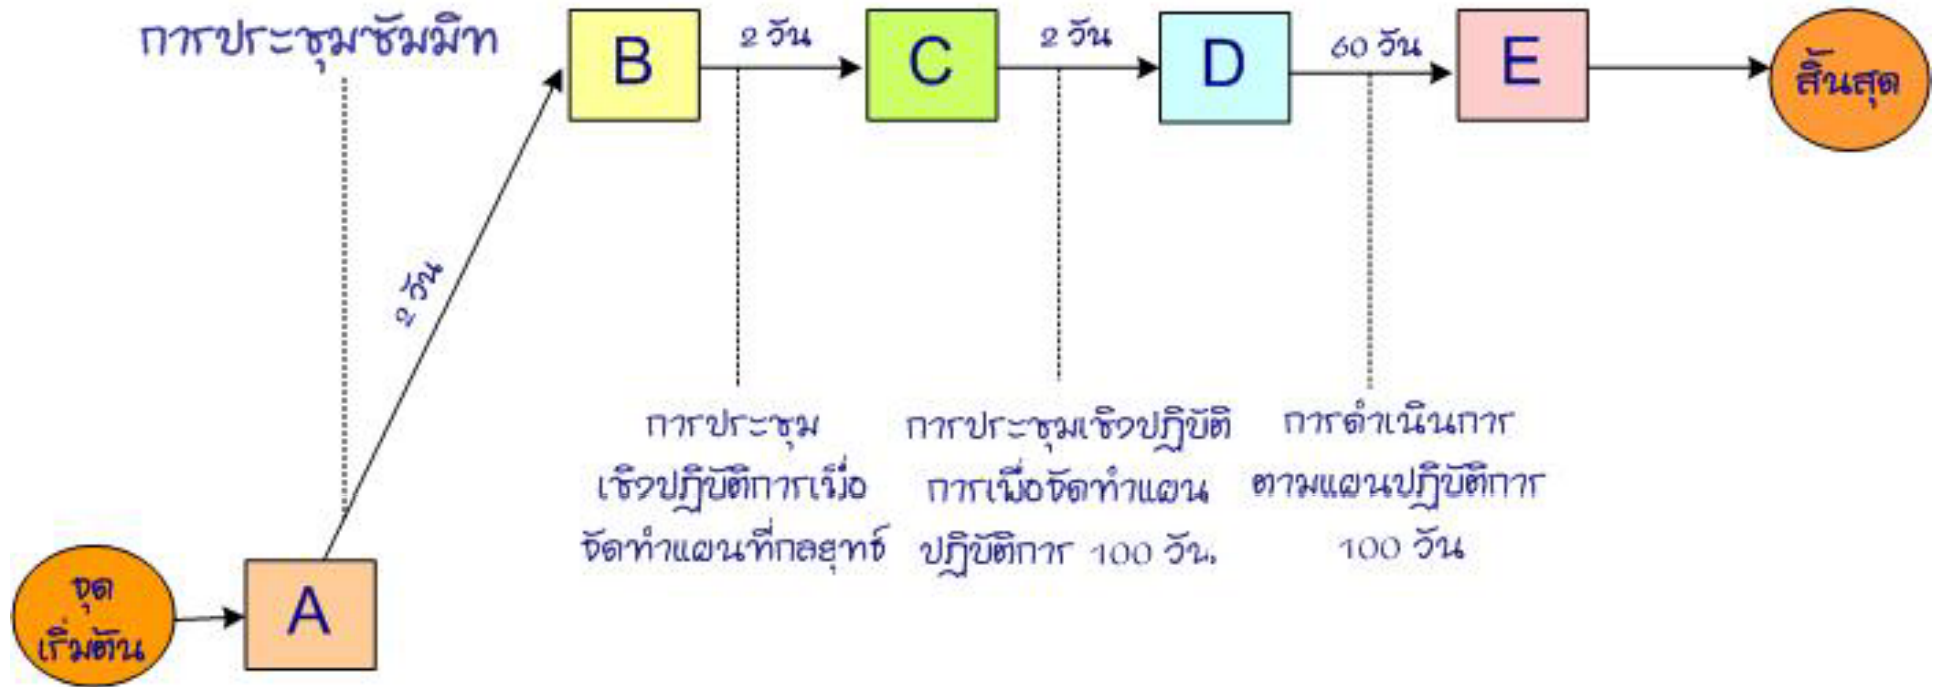 การประชุมซัมมิท
B
2 วัน
C
2 วัน
D
60 วัน
E
สิ้นสุด
2 วัน
การประชุม
เชิงปฏิบัติการเพื่อ
จัดทำแผนที่กลยุทธ์
การประชุมเชิงปฏิบัติ
การเพื่อจัดทำแผน
ปฏิบัติการ 100 วัน.
การดำเนินการ
ตามแผนปฏิบัติการ
100 วัน
จุด
เริ่มต้น
A